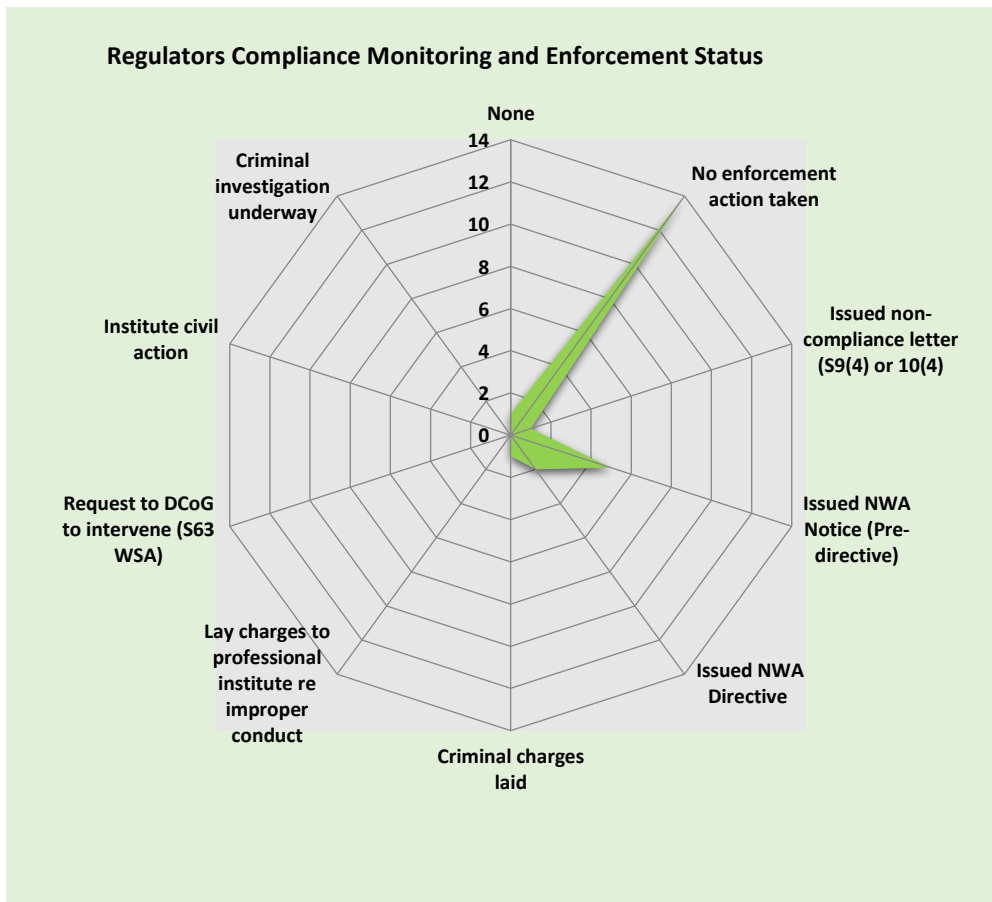 Regulators Compliance Monitoring and Enforcement Status
None
14
12
10
8
6
4
2
0
No enforcement
action taken
Issued non-
compliance letter
(S9(4) or 10(4)
Issued NWA
Notice (Pre-
directive)
Issued NWA
Directive
Criminal charges
laid
Lay charges to
professional
institute re
improper
conduct
Request to DCoG
to intervene (S63
WSA)
Institute civil
action
Criminal
investigation
underway